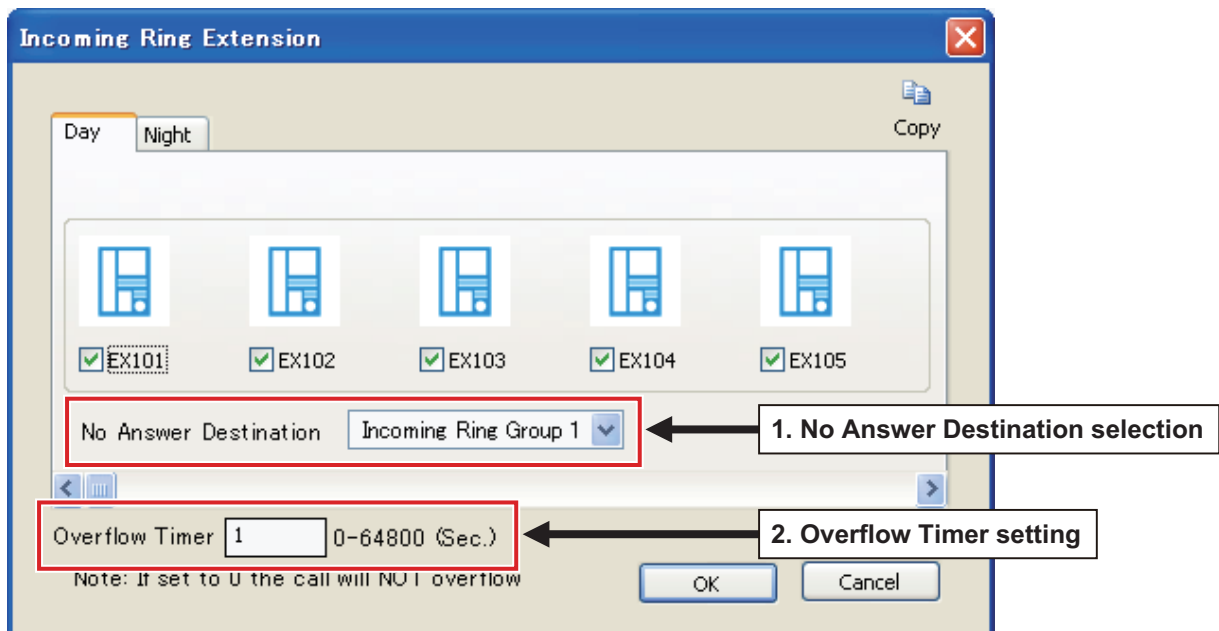 Incoming Ring Extension
Copy
Day Night
EX101 EX102 EX103 EX104 EX105
No Answer Destination Incoming Ring Group 1
1. No Answer Destination selection
Overflow Timer 1 0-64800 (Sec.)
2. Overflow Timer setting
Note: If set to 0 the call will NOT overflow
OK Cancel